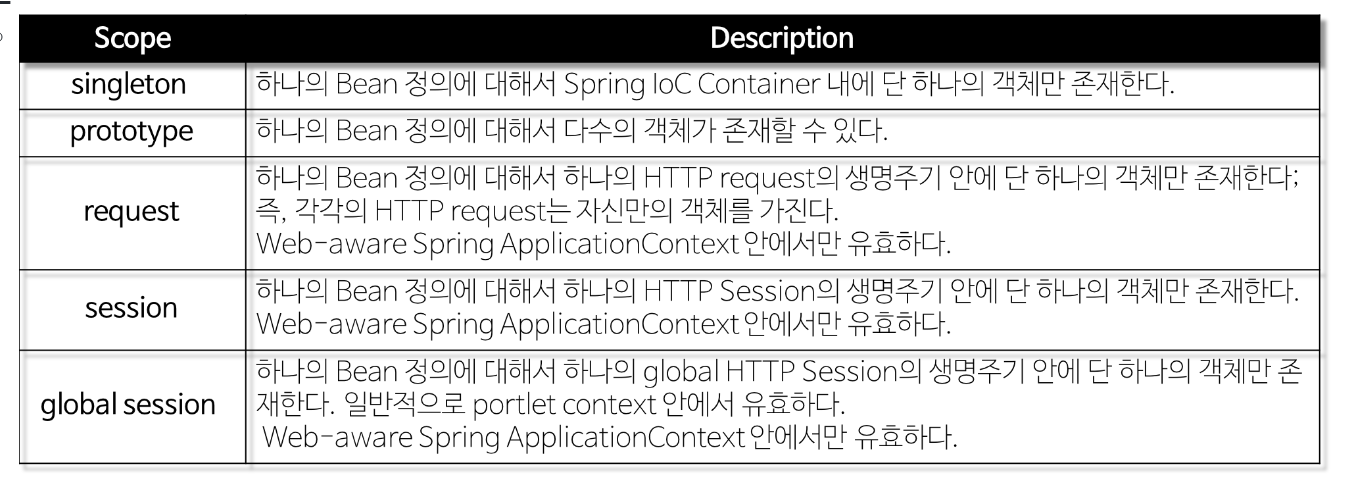 Scope Description
singleton 하나의 Bean 정의에 대해서 Spring IoC Container 내에 단 하나의 객체만 존재한다.
prototype 하나의 Bean 정의에 대해서 다수의 객체가 존재할 수 있다.
하나의 Bean 정의에 대해서 하나의 HTTP request의 생명주기 안에 단 하나의 객체만 존재한다;
request 즉, 각각의 HTTP request는 자신만의 객체를 가진다.
Web-aware Spring ApplicationContext 안에서만 유효하다.
session 하나의 Bean 정의에 대해서 하나의 HTTP Session의 생명주기 안에 단 하나의 객체만 존재한다.
Web-aware Spring ApplicationContext 안에서만 유효하다.
하나의 Bean 정의에 대해서 하나의 global HTTP Session의 생명주기 안에 단 하나의 객체만 존
global session 재한다. 일반적으로 portlet context 안에서 유효하다.
Web-aware Spring ApplicationContext 안에서만 유효하다.